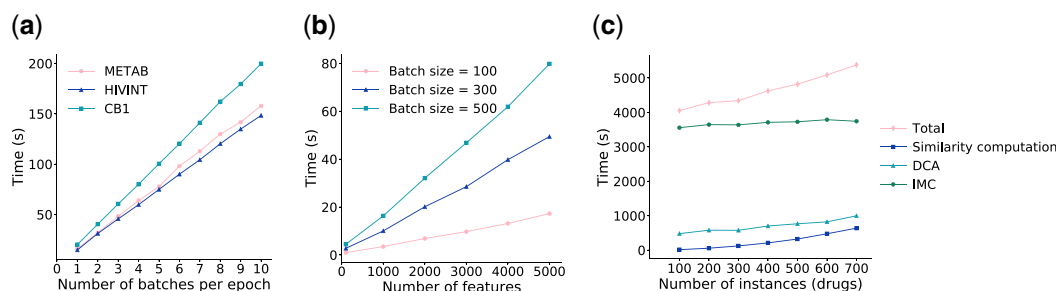 (a)
200
150
100
50
Time (s)
METAB
HIVINT
CB1
0 1 2 3 4 5 6 7 8 9 10
Number of batches per epoch
(b)
80
60
40
20
0
Time (s)
Batch size = 100
Batch size = 300
Batch size = 500
0 1000 2000 3000 4000 5000
Number of features
(c)
5000
4000
3000
2000
1000
0
Time (s)
100 200 300 400 500 600 700
Number of instances (drugs)
Total
Similarity computation
DCA
IMC